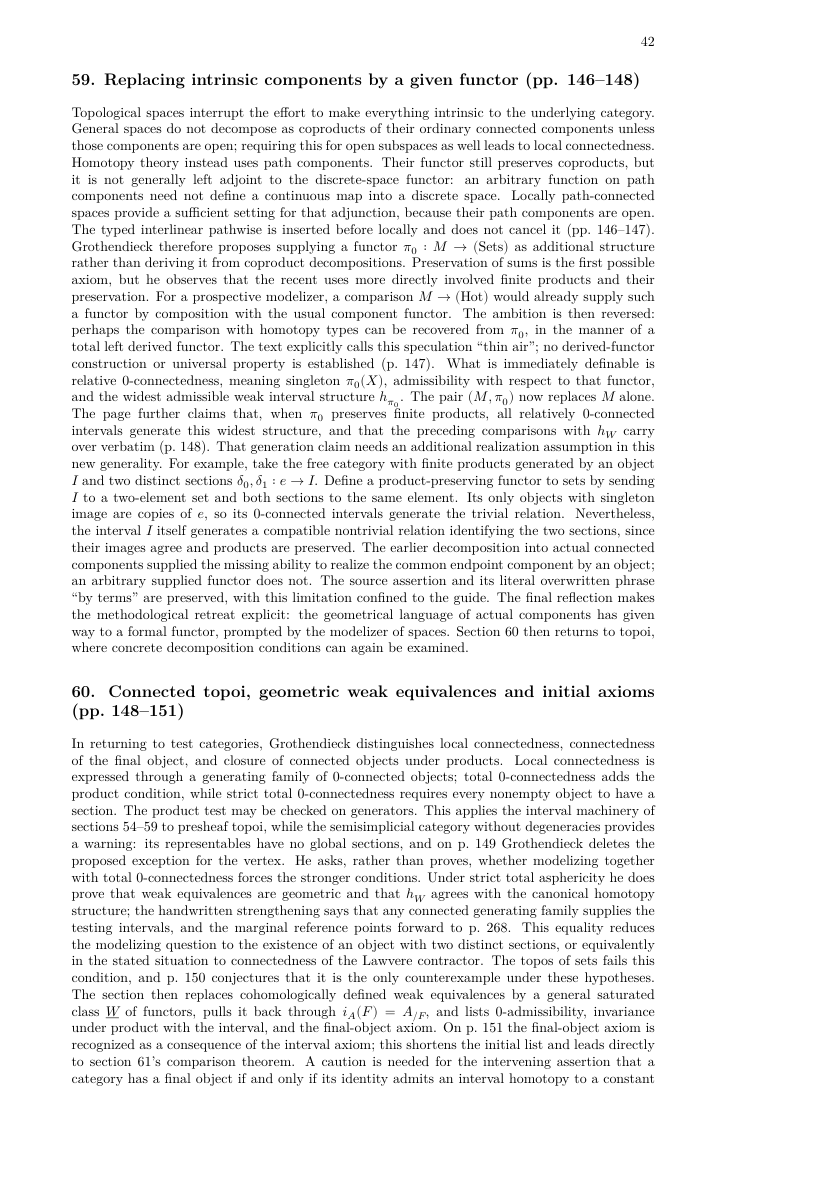 42
59. Replacing intrinsic components by a given functor (pp. 146–148)
Topological spaces interrupt the effort to make everything intrinsic to the underlying category.
General spaces do not decompose as coproducts of their ordinary connected components unless
those components are open; requiring this for open subspaces as well leads to local connectedness.
Homotopy theory instead uses path components. Their functor still preserves coproducts, but
it is not generally left adjoint to the discrete-space functor: an arbitrary function on path
components need not define a continuous map into a discrete space. Locally path-connected
spaces provide a sufficient setting for that adjunction, because their path components are open.
The typed interlinear pathwise is inserted before locally and does not cancel it (pp. 146–147).
Grothendieck therefore proposes supplying a functor π₀ : M → (Sets) as additional structure
rather than deriving it from coproduct decompositions. Preservation of sums is the first possible
axiom, but he observes that the recent uses more directly involved finite products and their
preservation. For a prospective modelizer, a comparison M → (Hot) would already supply such
a functor by composition with the usual component functor. The ambition is then reversed:
perhaps the comparison with homotopy types can be recovered from π₀, in the manner of a
total left derived functor. The text explicitly calls this speculation “thin air”; no derived-functor
construction or universal property is established (p. 147). What is immediately definable is
relative 0-connectedness, meaning singleton π₀(X), admissibility with respect to that functor,
and the widest admissible weak interval structure h_{π₀}. The pair (M, π₀) now replaces M alone.
The page further claims that, when π₀ preserves finite products, all relatively 0-connected
intervals generate this widest structure, and that the preceding comparisons with h_W carry
over verbatim (p. 148). That generation claim needs an additional realization assumption in this
new generality. For example, take the free category with finite products generated by an object
I and two distinct sections δ₀, δ₁ : e → I. Define a product-preserving functor to sets by sending
I to a two-element set and both sections to the same element. Its only objects with singleton
image are copies of e, so its 0-connected intervals generate the trivial relation. Nevertheless,
the interval I itself generates a compatible nontrivial relation identifying the two sections, since
their images agree and products are preserved. The earlier decomposition into actual connected
components supplied the missing ability to realize the common endpoint component by an object;
an arbitrary supplied functor does not. The source assertion and its literal overwritten phrase
“by terms” are preserved, with this limitation confined to the guide. The final reflection makes
the methodological retreat explicit: the geometrical language of actual components has given
way to a formal functor, prompted by the modelizer of spaces. Section 60 then returns to topoi,
where concrete decomposition conditions can again be examined.
60. Connected topoi, geometric weak equivalences and initial axioms
(pp. 148–151)
In returning to test categories, Grothendieck distinguishes local connectedness, connectedness
of the final object, and closure of connected objects under products. Local connectedness is
expressed through a generating family of 0-connected objects; total 0-connectedness adds the
product condition, while strict total 0-connectedness requires every nonempty object to have a
section. The product test may be checked on generators. This applies the interval machinery of
sections 54–59 to presheaf topoi, while the semisimplicial category without degeneracies provides
a warning: its representables have no global sections, and on p. 149 Grothendieck deletes the
proposed exception for the vertex. He asks, rather than proves, whether modelizing together
with total 0-connectedness forces the stronger conditions. Under strict total asphericity he does
prove that weak equivalences are geometric and that h_W agrees with the canonical homotopy
structure; the handwritten strengthening says that any connected generating family supplies the
testing intervals, and the marginal reference points forward to p. 268. This equality reduces
the modelizing question to the existence of an object with two distinct sections, or equivalently
in the stated situation to connectedness of the Lawvere contractor. The topos of sets fails this
condition, and p. 150 conjectures that it is the only counterexample under these hypotheses.
The section then replaces cohomologically defined weak equivalences by a general saturated
class W of functors, pulls it back through i_A(F) = A_{/F}, and lists 0-admissibility, invariance
under product with the interval, and the final-object axiom. On p. 151 the final-object axiom is
recognized as a consequence of the interval axiom; this shortens the initial list and leads directly
to section 61’s comparison theorem. A caution is needed for the intervening assertion that a
category has a final object if and only if its identity admits an interval homotopy to a constant